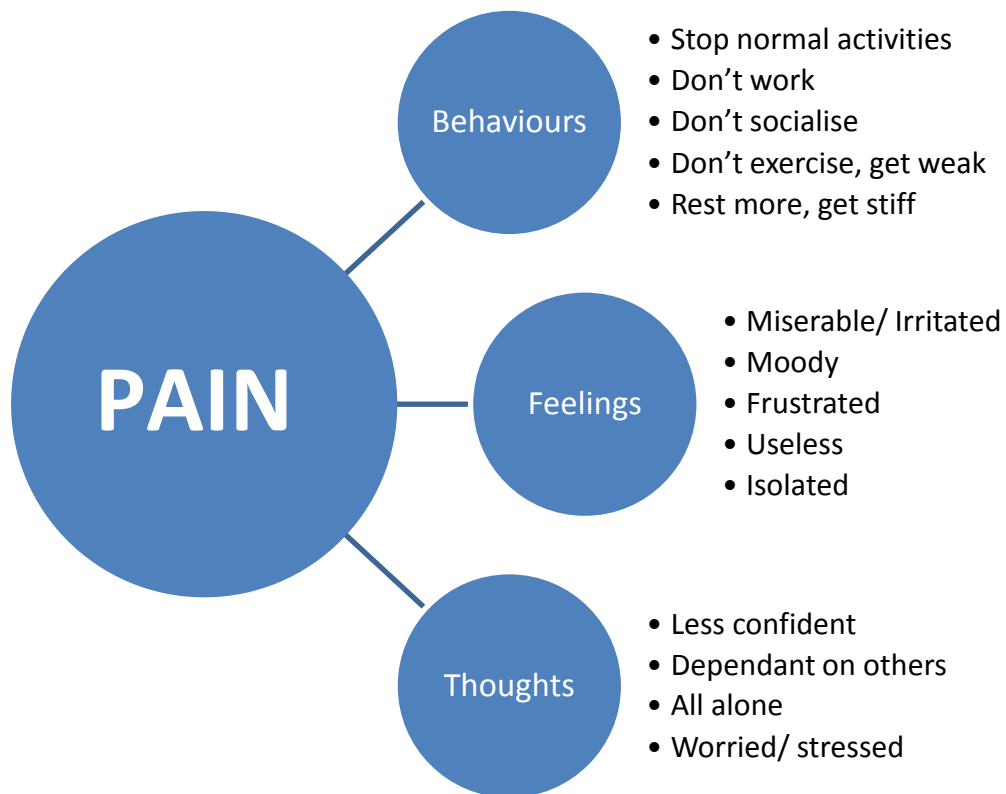 PAIN
Behaviours
• Stop normal activities
• Don't work
• Don't socialise
• Don't exercise, get weak
• Rest more, get stiff
Feelings
• Miserable/ Irritated
• Moody
• Frustrated
• Useless
• Isolated
Thoughts
• Less confident
• Dependant on others
• All alone
• Worried/ stressed